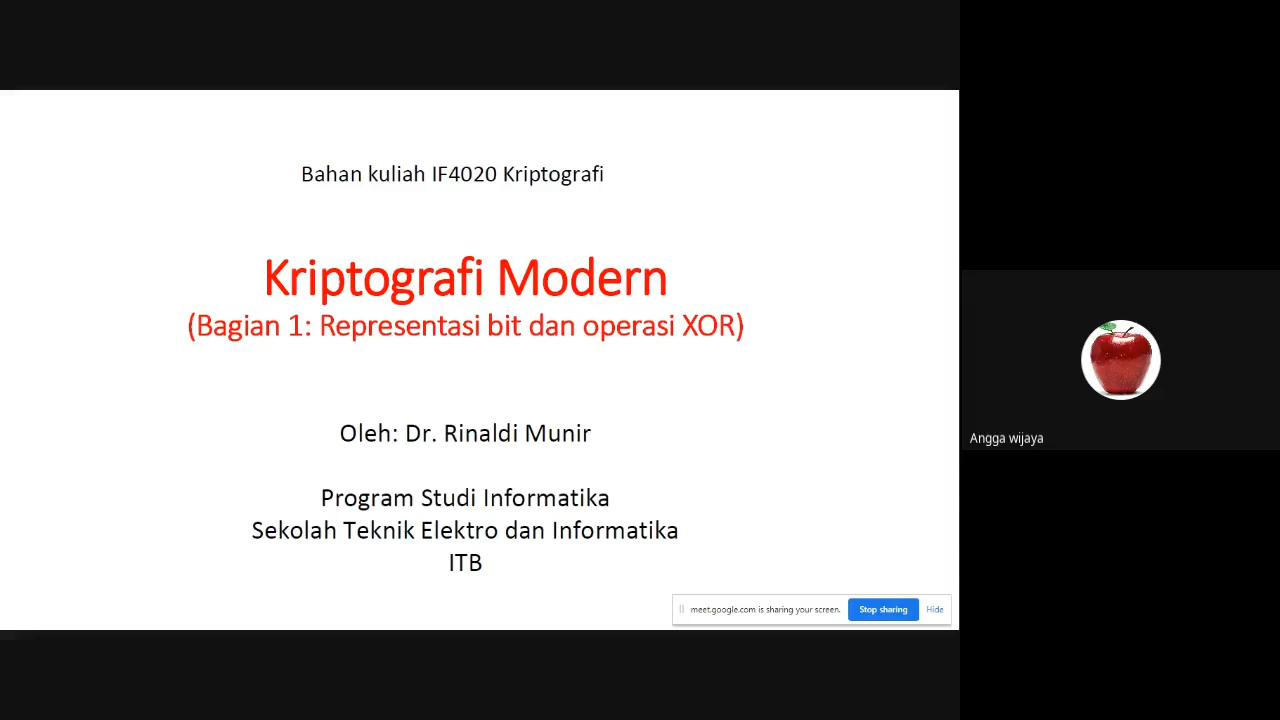 Bahan kuliah IF4020 Kriptografi
Kriptografi Modern
(Bagian 1: Representasi bit dan operasi XOR)
Oleh: Dr. Rinaldi Munir
Program Studi Informatika
Sekolah Teknik Elektro dan Informatika
ITB
meet.google.com is sharing your screen.
Stop sharing
Hide
Angga wijaya